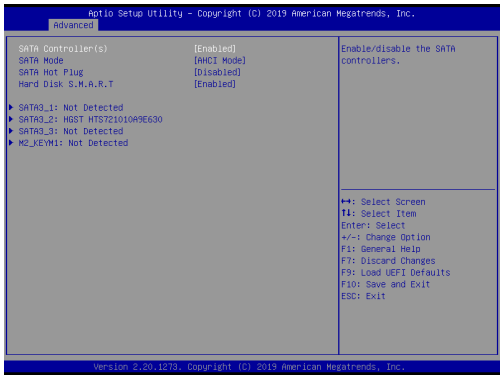 Aptio Setup Utility – Copyright (C) 2019 American Megatrends, Inc.
Advanced
SATA Controller(s) [Enabled]
SATA Mode [AHCI Mode]
SATA Hot Plug [Disabled]
Hard Disk S.M.A.R.T [Enabled]
SATA3_1: Not Detected
SATA3_2: HGST HTS721010A9E630
SATA3_3: Not Detected
M2_KEYM1: Not Detected
Enable/disable the SATA
controllers.
↔: Select Screen
↑↓: Select Item
Enter: Select
+/-: Change Option
F1: General Help
F7: Discard Changes
F9: Load UEFI Defaults
F10: Save and Exit
ESC: Exit
Version 2.20.1273. Copyright (C) 2019 American Megatrends, Inc.